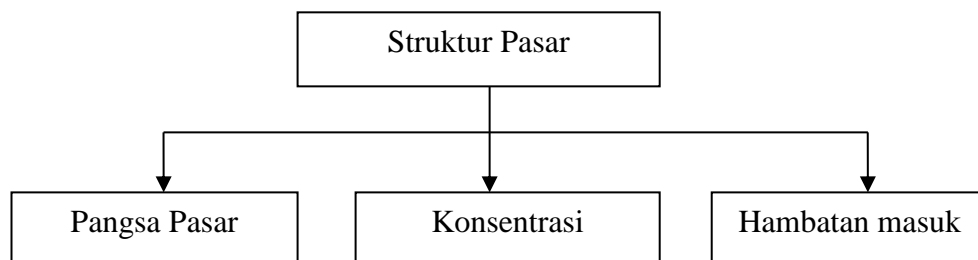 Struktur Pasar
Pangsa Pasar
Konsentrasi
Hambatan masuk